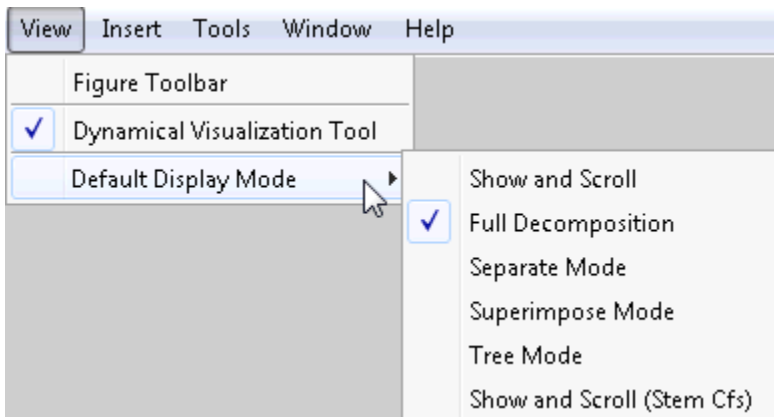 View Insert Tools Window Help
Figure Toolbar
Dynamical Visualization Tool
Default Display Mode
Show and Scroll
Full Decomposition
Separate Mode
Superimpose Mode
Tree Mode
Show and Scroll (Stem Cfs)